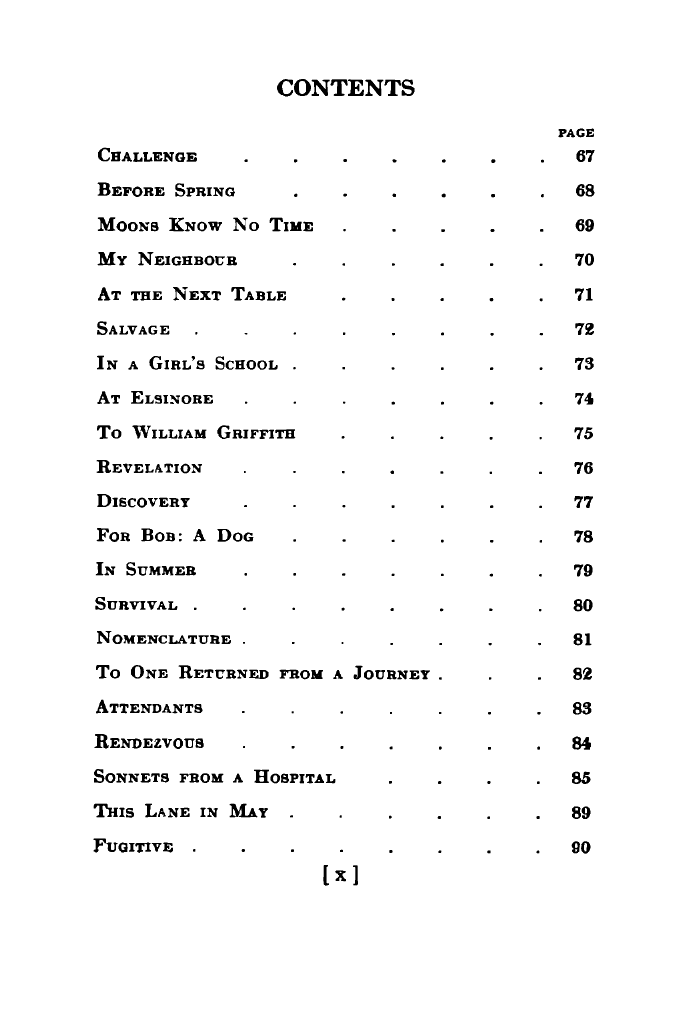 CONTENTS
PAGE
CHALLENGE . . . . . . . 67
BEFORE SPRING . . . . . . 68
MOONS KNOW NO TIME . . . . . 69
MY NEIGHBOUR . . . . . . 70
AT THE NEXT TABLE . . . . . 71
SALVAGE . . . . . . . . 72
IN A GIRL'S SCHOOL . . . . . . 73
AT ELSINORE . . . . . . . 74
TO WILLIAM GRIFFITH . . . . . 75
REVELATION . . . . . . . 76
DISCOVERY . . . . . . . 77
FOR BOB: A DOG . . . . . . 78
IN SUMMER . . . . . . . 79
SURVIVAL . . . . . . . . 80
NOMENCLATURE . . . . . . . 81
TO ONE RETURNED FROM A JOURNEY . . . 82
ATTENDANTS . . . . . . . 83
RENDEZVOUS . . . . . . . 84
SONNETS FROM A HOSPITAL . . . . 85
THIS LANE IN MAY . . . . . . 89
FUGITIVE . . . . . . . . 90
[ x ]